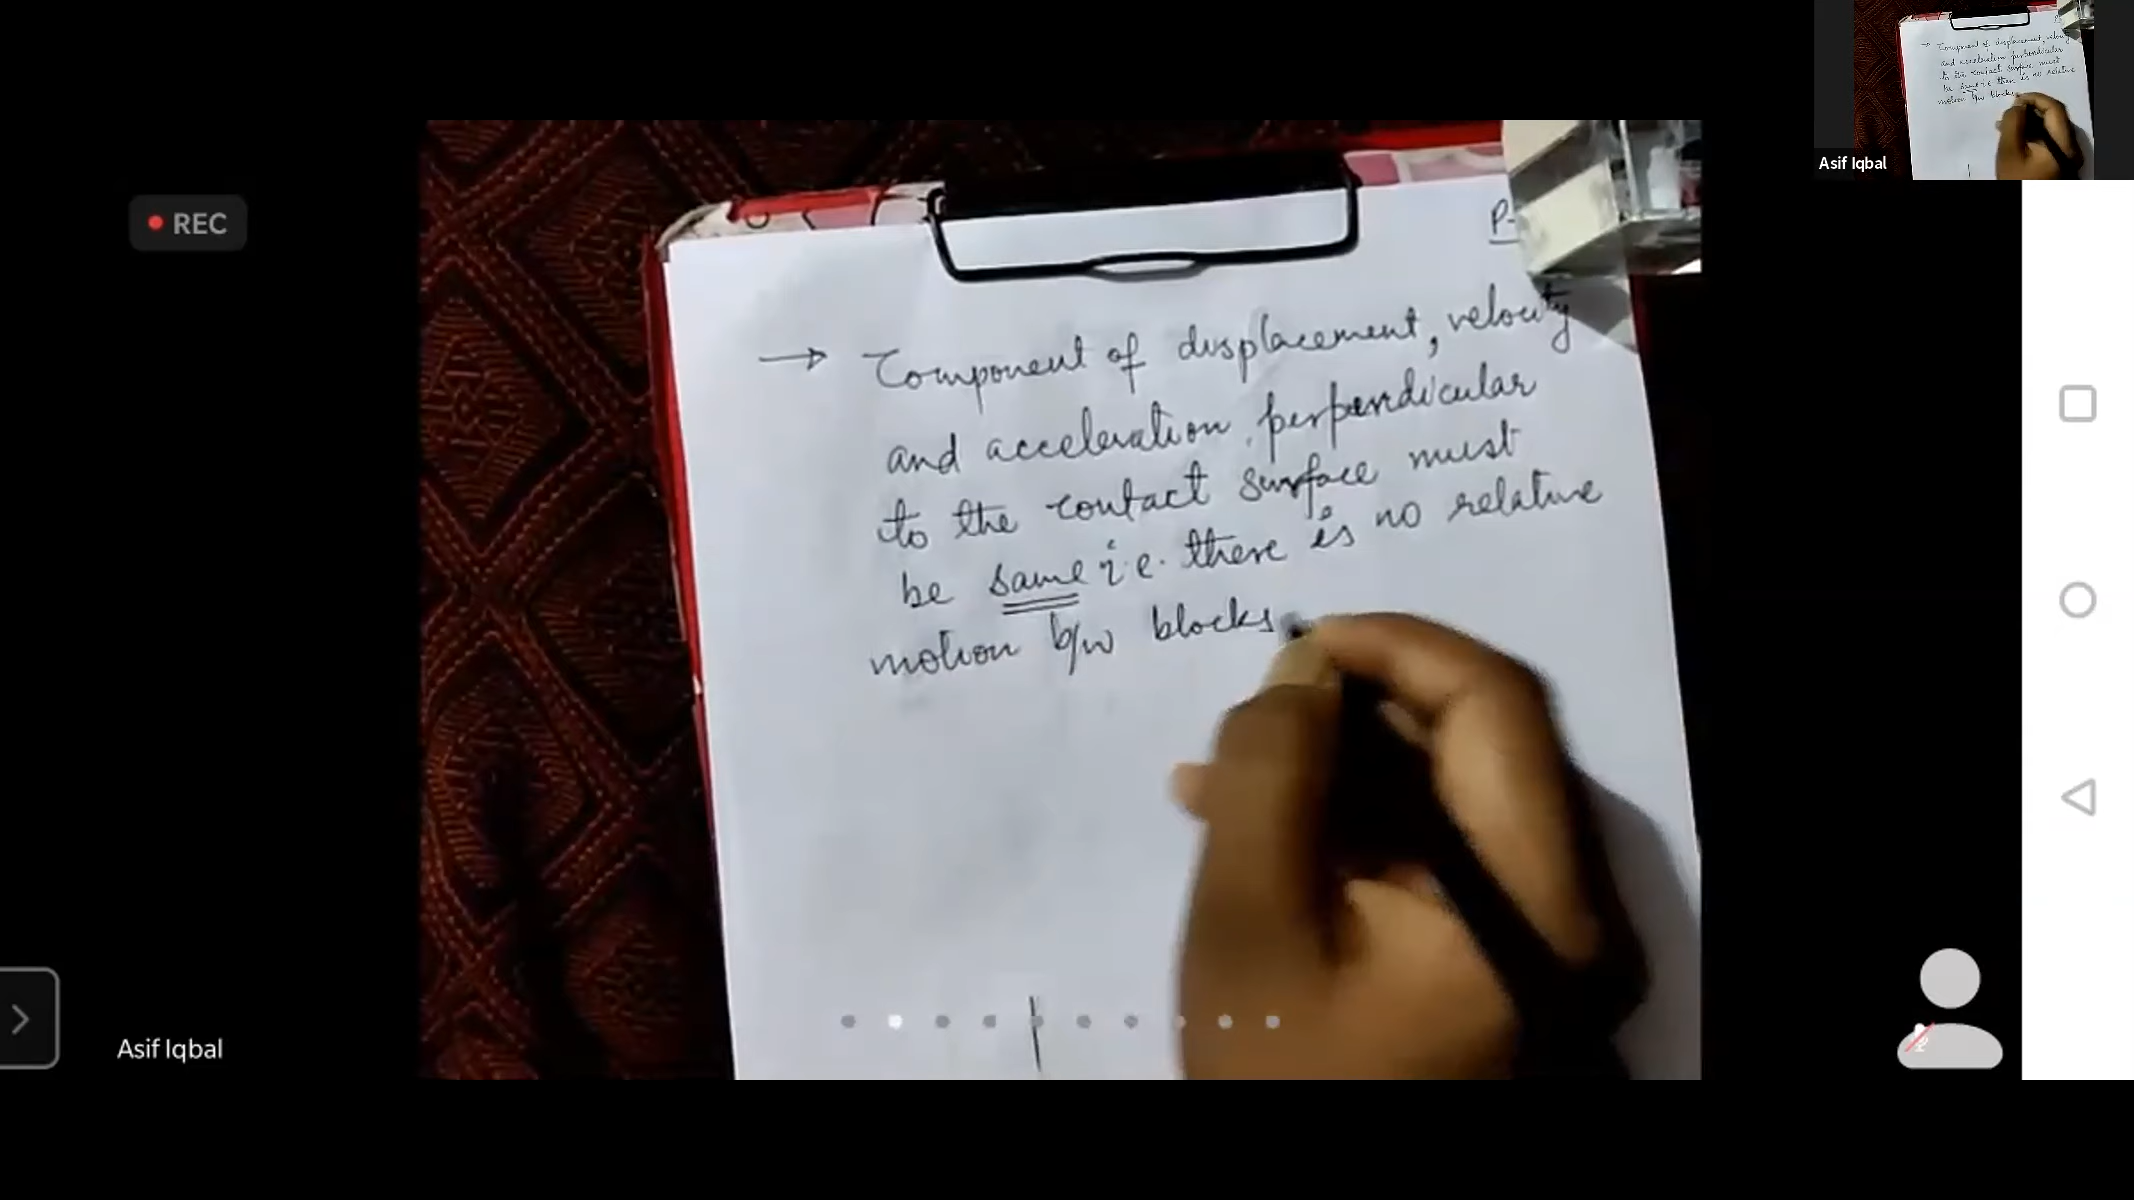 Asif Iqbal
REC
P-
→ Component of displacement, velocity
and acceleration perpendicular
to the contact surface must
be same i.e. there is no relative
motion b/w blocks
Asif Iqbal